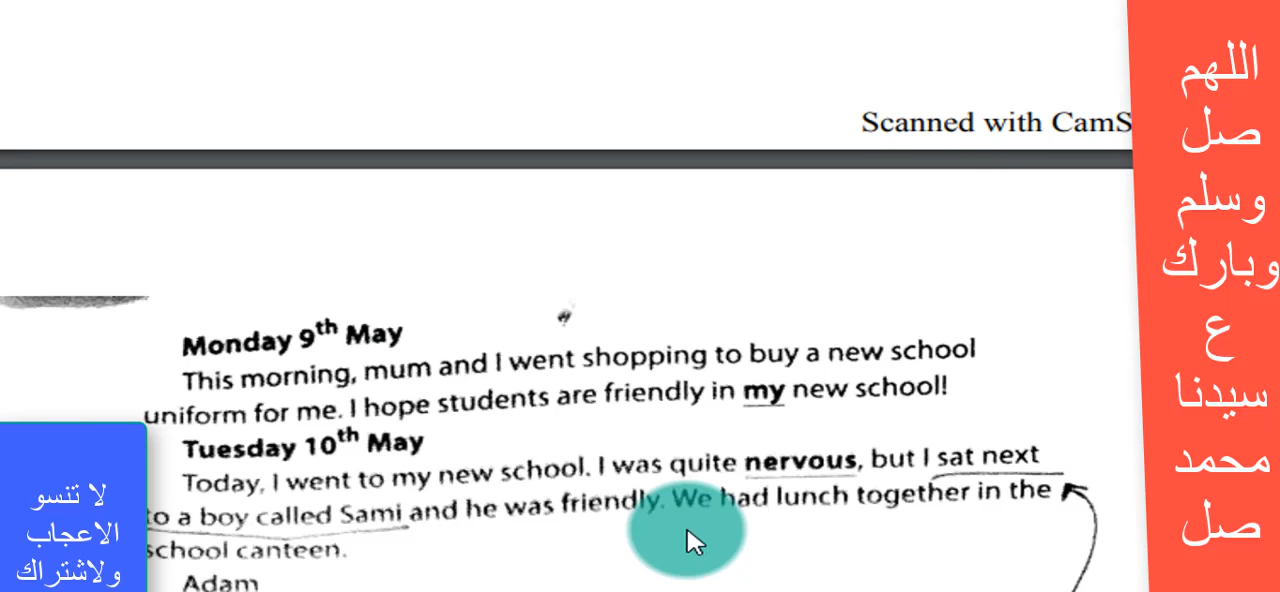 Scanned with CamS
Monday 9th May
This morning, mum and I went shopping to buy a new school
uniform for me. I hope students are friendly in my new school!
Tuesday 10th May
Today, I went to my new school. I was quite nervous, but I sat next
to a boy called Sami and he was friendly. We had lunch together in the
school canteen.
Adam
اللهم
صل
وسلم
وبارك
ع
سيدنا
محمد
صل
لا تنسو
الاعجاب
ولاشتراك